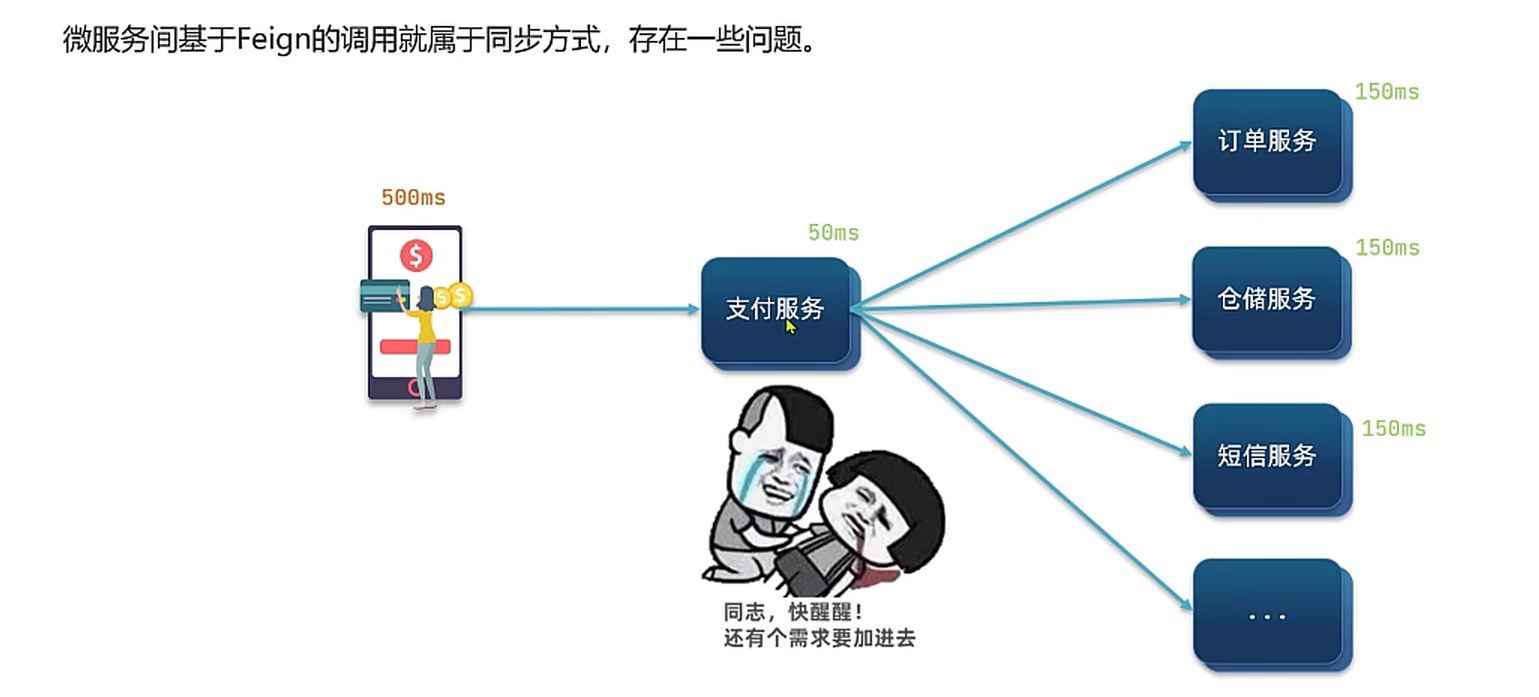 微服务间基于Feign的调用就属于同步方式，存在一些问题。
150ms
订单服务
500ms
50ms
150ms
支付服务
仓储服务
150ms
短信服务
...
同志，快醒醒！
还有个需求要加进去